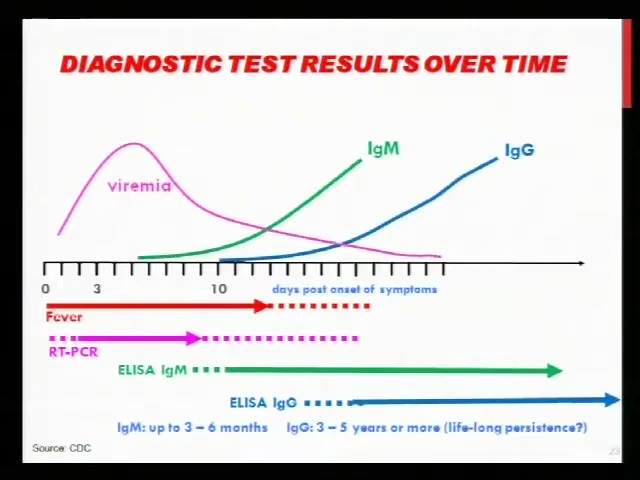 DIAGNOSTIC TEST RESULTS OVER TIME
IgM
IgG
viremia
0 3 10 days post onset of symptoms
Fever
RT-PCR
ELISA IgM
ELISA IgG
IgM: up to 3 – 6 months IgG: 3 – 5 years or more (life-long persistence?)
Source: CDC